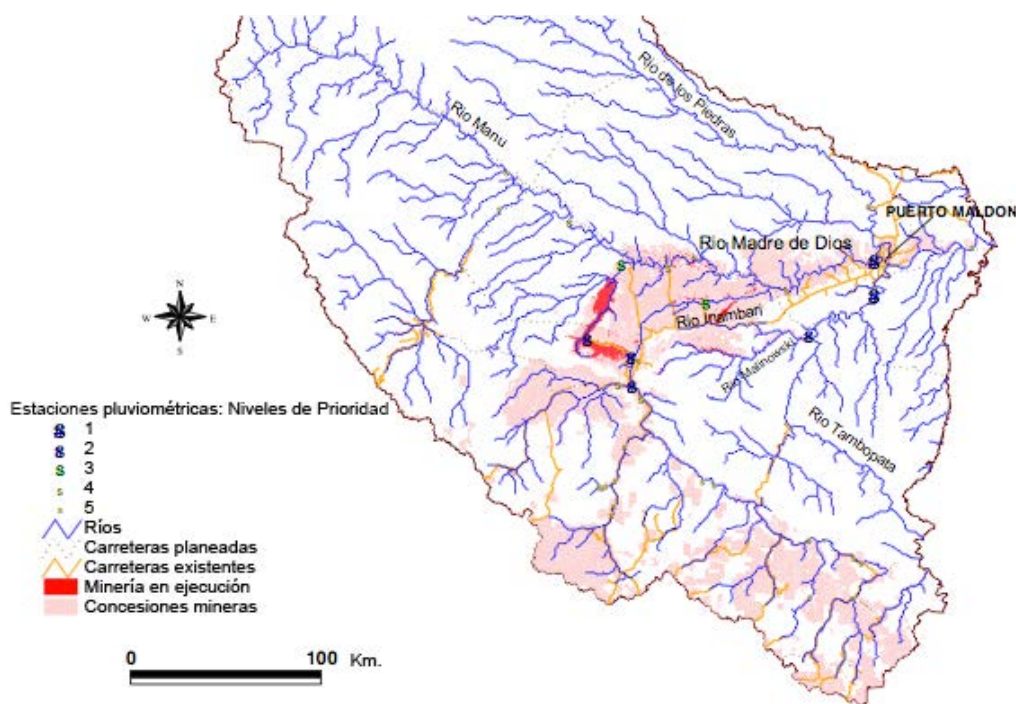 Rio de los Piedras
Rio Manu
PUERTO MALDON
Rio Madre de Dios
Rio Inambari
Rio Malinowski
Rio Tambopata
N
W E
S
Estaciones pluviométricas: Niveles de Prioridad
S 1
S 2
S 3
s 4
s 5
Ríos
Carreteras planeadas
Carreteras existentes
Minería en ejecución
Concesiones mineras
0 100 Km.